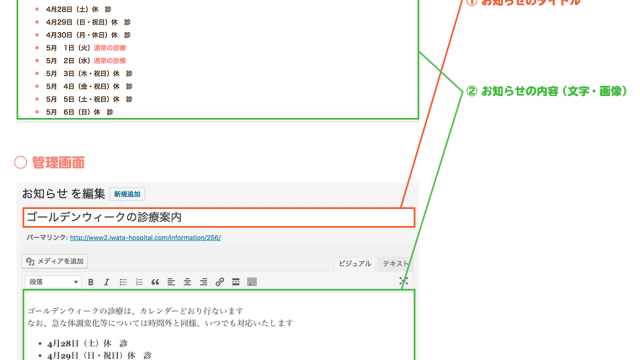 ① お知らせのタイトル
4月28日（土）休　診
4月29日（日・祝日）休　診
4月30日（月・休日）休　診
5月　1日（火）通常の診療
5月　2日（水）通常の診療
5月　3日（木・祝日）休　診
5月　4日（金・祝日）休　診
5月　5日（土・祝日）休　診
5月　6日（日）休　診
② お知らせの内容（文字・画像）
○ 管理画面
お知らせ を編集 新規追加
ゴールデンウィークの診療案内
パーマリンク: http://www2.iwata-hospital.com/information/256/
メディアを追加
ビジュアル テキスト
段落
ゴールデンウィークの診療は、カレンダーどおり行ないます
なお、急な体調変化等については時間外と同様、いつでも対応いたします
4月28日（土）休　診
4月29日（日・祝日）休　診